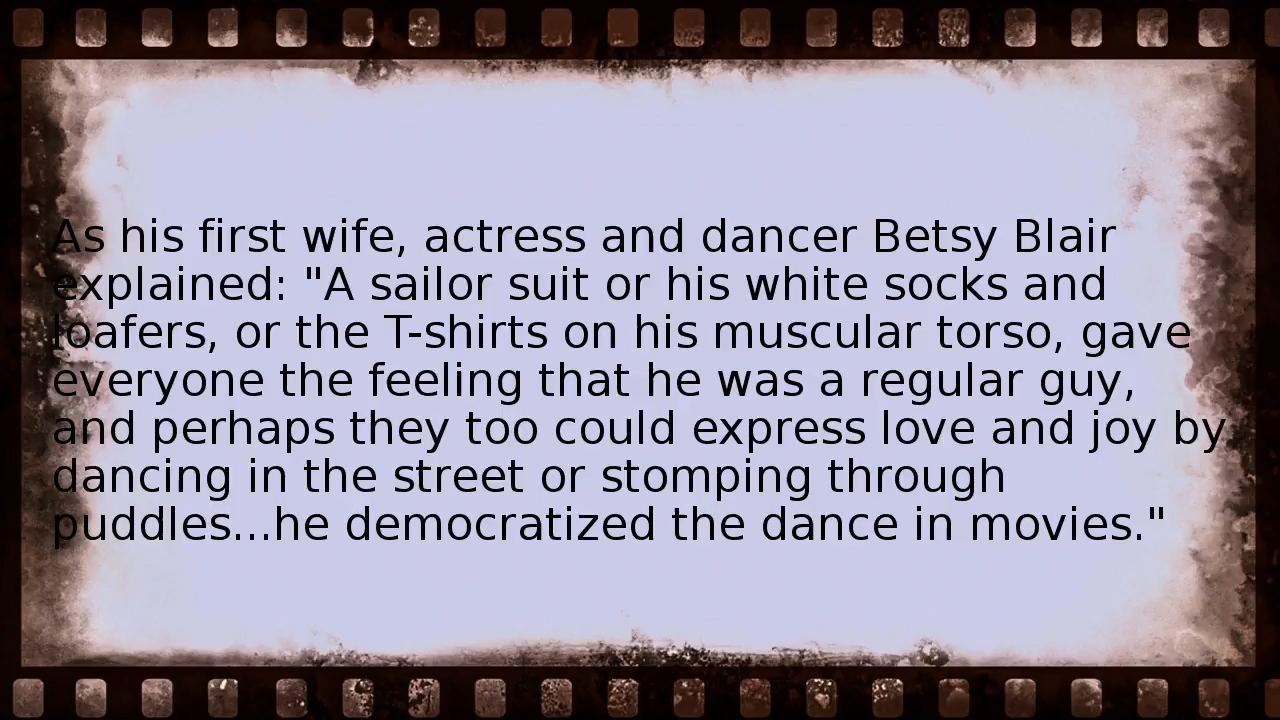 As his first wife, actress and dancer Betsy Blair
explained: "A sailor suit or his white socks and
loafers, or the T-shirts on his muscular torso, gave
everyone the feeling that he was a regular guy,
and perhaps they too could express love and joy by
dancing in the street or stomping through
puddles...he democratized the dance in movies."